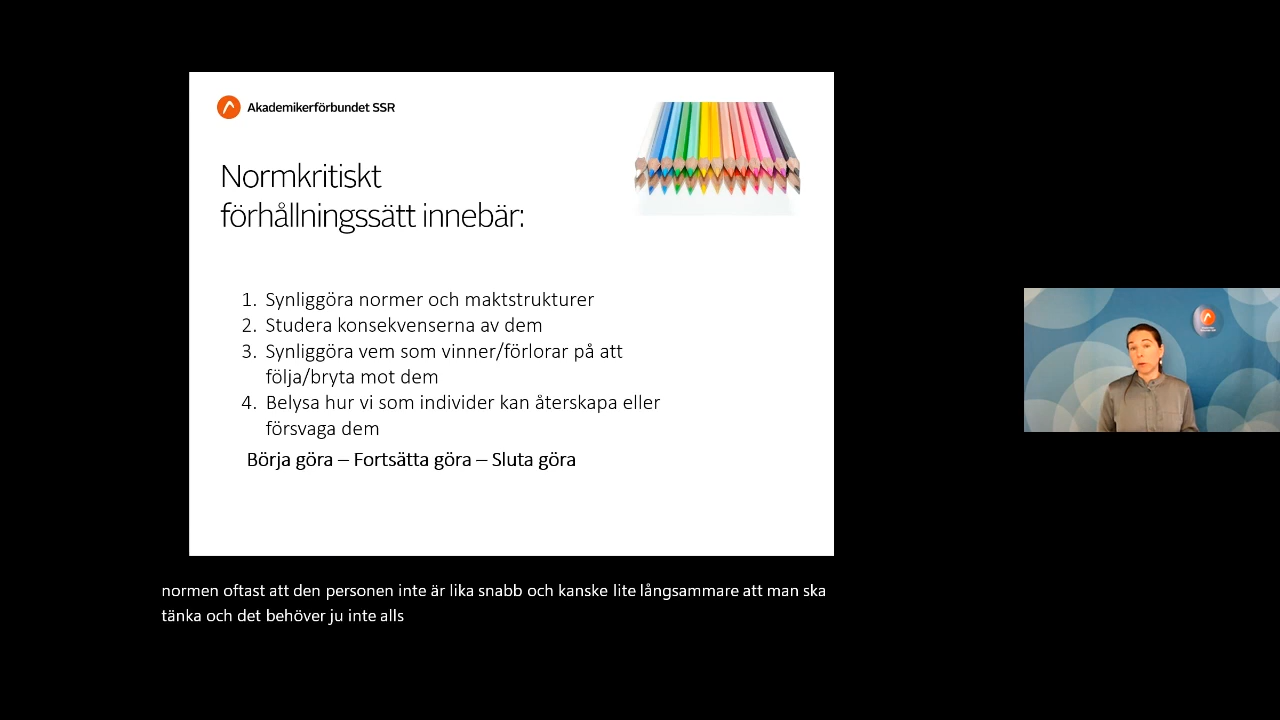 Akademikerförbundet SSR
Normkritiskt
förhållningssätt innebär:
1. Synliggöra normer och maktstrukturer
2. Studera konsekvenserna av dem
3. Synliggöra vem som vinner/förlorar på att
följa/bryta mot dem
4. Belysa hur vi som individer kan återskapa eller
försvaga dem
Börja göra – Fortsätta göra – Sluta göra
normen oftast att den personen inte är lika snabb och kanske lite långsammare att man ska
tänka och det behöver ju inte alls